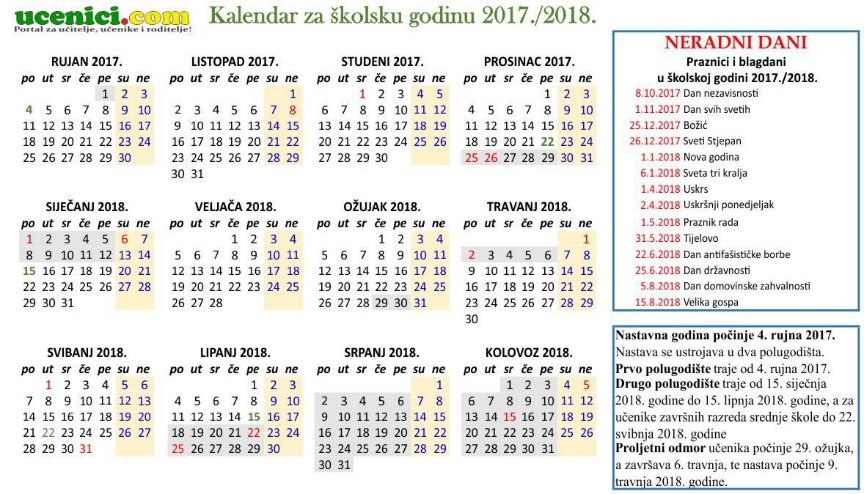 ucenici.com
Portal za učitelje, učenike i roditelje!
Kalendar za školsku godinu 2017./2018.
RUJAN 2017.
po ut sr če pe su ne
1 2 3
4 5 6 7 8 9 10
11 12 13 14 15 16 17
18 19 20 21 22 23 24
25 26 27 28 29 30
LISTOPAD 2017.
po ut sr če pe su ne
1
2 3 4 5 6 7 8
9 10 11 12 13 14 15
16 17 18 19 20 21 22
23 24 25 26 27 28 29
30 31
STUDENI 2017.
po ut sr če pe su ne
1 2 3 4 5
6 7 8 9 10 11 12
13 14 15 16 17 18 19
20 21 22 23 24 25 26
27 28 29 30
PROSINAC 2017.
po ut sr če pe su ne
1 2 3
4 5 6 7 8 9 10
11 12 13 14 15 16 17
18 19 20 21 22 23 24
25 26 27 28 29 30 31
SIJEČANJ 2018.
po ut sr če pe su ne
1 2 3 4 5 6 7
8 9 10 11 12 13 14
15 16 17 18 19 20 21
22 23 24 25 26 27 28
29 30 31
VELJAČA 2018.
po ut sr če pe su ne
1 2 3 4
5 6 7 8 9 10 11
12 13 14 15 16 17 18
19 20 21 22 23 24 25
26 27 28
OŽUJAK 2018.
po ut sr če pe su ne
1 2 3 4
5 6 7 8 9 10 11
12 13 14 15 16 17 18
19 20 21 22 23 24 25
26 27 28 29 30 31
TRAVANJ 2018.
po ut sr če pe su ne
1
2 3 4 5 6 7 8
9 10 11 12 13 14 15
16 17 18 19 20 21 22
23 24 25 26 27 28 29
30
SVIBANJ 2018.
po ut sr če pe su ne
1 2 3 4 5 6
7 8 9 10 11 12 13
14 15 16 17 18 19 20
21 22 23 24 25 26 27
28 29 30 31
LIPANJ 2018.
po ut sr če pe su ne
1 2 3
4 5 6 7 8 9 10
11 12 13 14 15 16 17
18 19 20 21 22 23 24
25 26 27 28 29 30
SRPANJ 2018.
po ut sr če pe su ne
1
2 3 4 5 6 7 8
9 10 11 12 13 14 15
16 17 18 19 20 21 22
23 24 25 26 27 28 29
30 31
KOLOVOZ 2018.
po ut sr če pe su ne
1 2 3 4 5
6 7 8 9 10 11 12
13 14 15 16 17 18 19
20 21 22 23 24 25 26
27 28 29 30 31
NERADNI DANI
Praznici i blagdani
u školskoj godini 2017./2018.
8.10.2017 Dan nezavisnosti
1.11.2017 Dan svih svetih
25.12.2017 Božić
26.12.2017 Sveti Stjepan
1.1.2018 Nova godina
6.1.2018 Sveta tri kralja
1.4.2018 Uskrs
2.4.2018 Uskršnji ponedjeljak
1.5.2018 Praznik rada
31.5.2018 Tijelovo
22.6.2018 Dan antifašističke borbe
25.6.2018 Dan državnosti
5.8.2018 Dan domovinske zahvalnosti
15.8.2018 Velika gospa
Nastavna godina počinje 4. rujna 2017.
Nastava se ustrojava u dva polugodišta.
Prvo polugodište traje od 4. rujna 2017.
Drugo polugodište traje od 15. siječnja
2018. godine do 15. lipnja 2018. godine, a za
učenike završnih razreda srednje škole do 22.
svibnja 2018. godine
Proljetni odmor učenika počinje 29. ožujka,
a završava 6. travnja, te nastava počinje 9.
travnja 2018. godine.